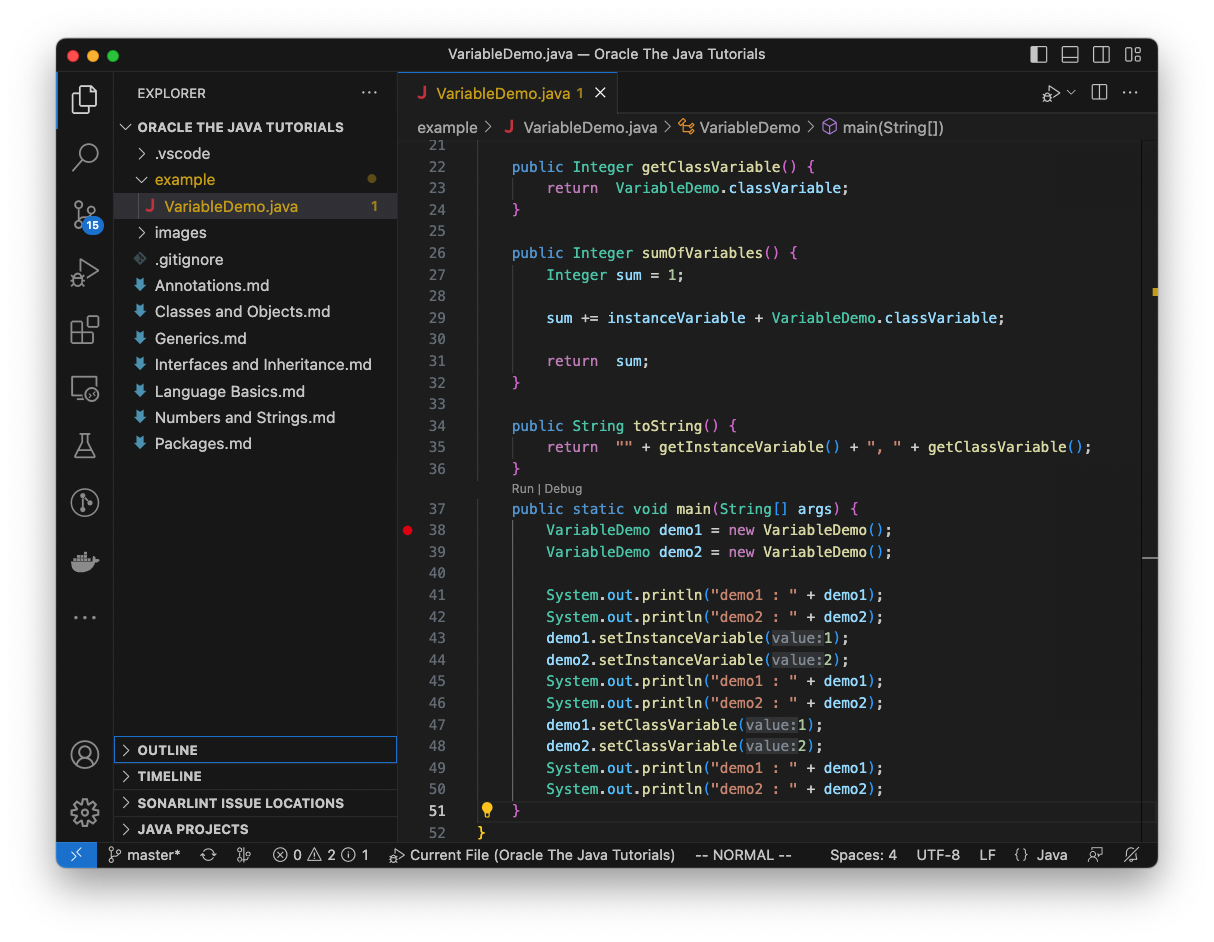 VariableDemo.java — Oracle The Java Tutorials
EXPLORER
ORACLE THE JAVA TUTORIALS
.vscode
example
J VariableDemo.java 1
images
.gitignore
Annotations.md
Classes and Objects.md
Generics.md
Interfaces and Inheritance.md
Language Basics.md
Numbers and Strings.md
Packages.md
15
OUTLINE
TIMELINE
SONARLINT ISSUE LOCATIONS
JAVA PROJECTS
J VariableDemo.java 1
example > J VariableDemo.java > VariableDemo > main(String[])
21
22 public Integer getClassVariable() {
23 return VariableDemo.classVariable;
24 }
25
26 public Integer sumOfVariables() {
27 Integer sum = 1;
28
29 sum += instanceVariable + VariableDemo.classVariable;
30
31 return sum;
32 }
33
34 public String toString() {
35 return "" + getInstanceVariable() + ", " + getClassVariable();
36 }
Run | Debug
37 public static void main(String[] args) {
38 VariableDemo demo1 = new VariableDemo();
39 VariableDemo demo2 = new VariableDemo();
40
41 System.out.println("demo1 : " + demo1);
42 System.out.println("demo2 : " + demo2);
43 demo1.setInstanceVariable(value:1);
44 demo2.setInstanceVariable(value:2);
45 System.out.println("demo1 : " + demo1);
46 System.out.println("demo2 : " + demo2);
47 demo1.setClassVariable(value:1);
48 demo2.setClassVariable(value:2);
49 System.out.println("demo1 : " + demo1);
50 System.out.println("demo2 : " + demo2);
51 }
52 }
master* 0 2 1 Current File (Oracle The Java Tutorials) -- NORMAL -- Spaces: 4 UTF-8 LF {} Java